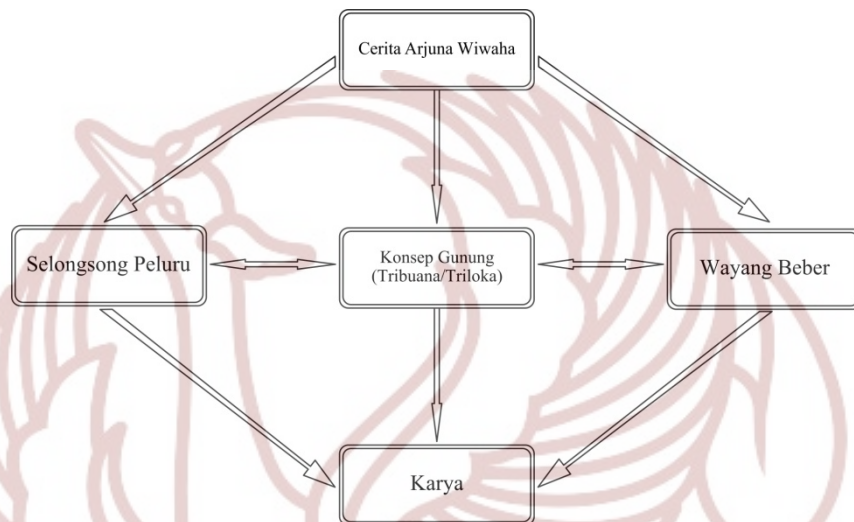 Cerita Arjuna Wiwaha
Selongsong Peluru
Konsep Gunung
(Tribuana/Triloka)
Wayang Beber
Karya